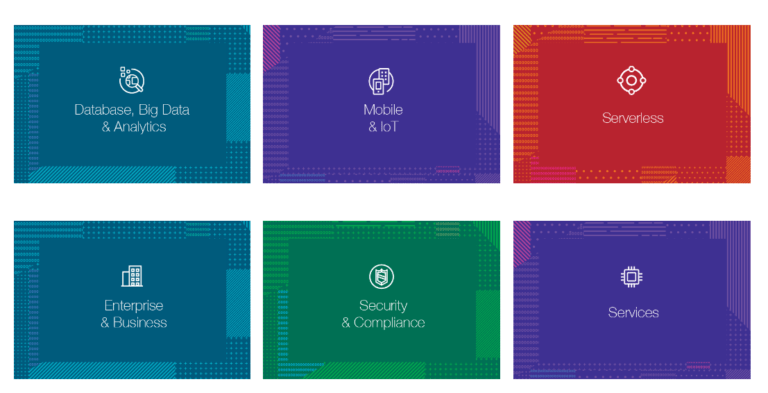 Database, Big Data
& Analytics
Mobile
& IoT
Serverless
Enterprise
& Business
Security
& Compliance
Services